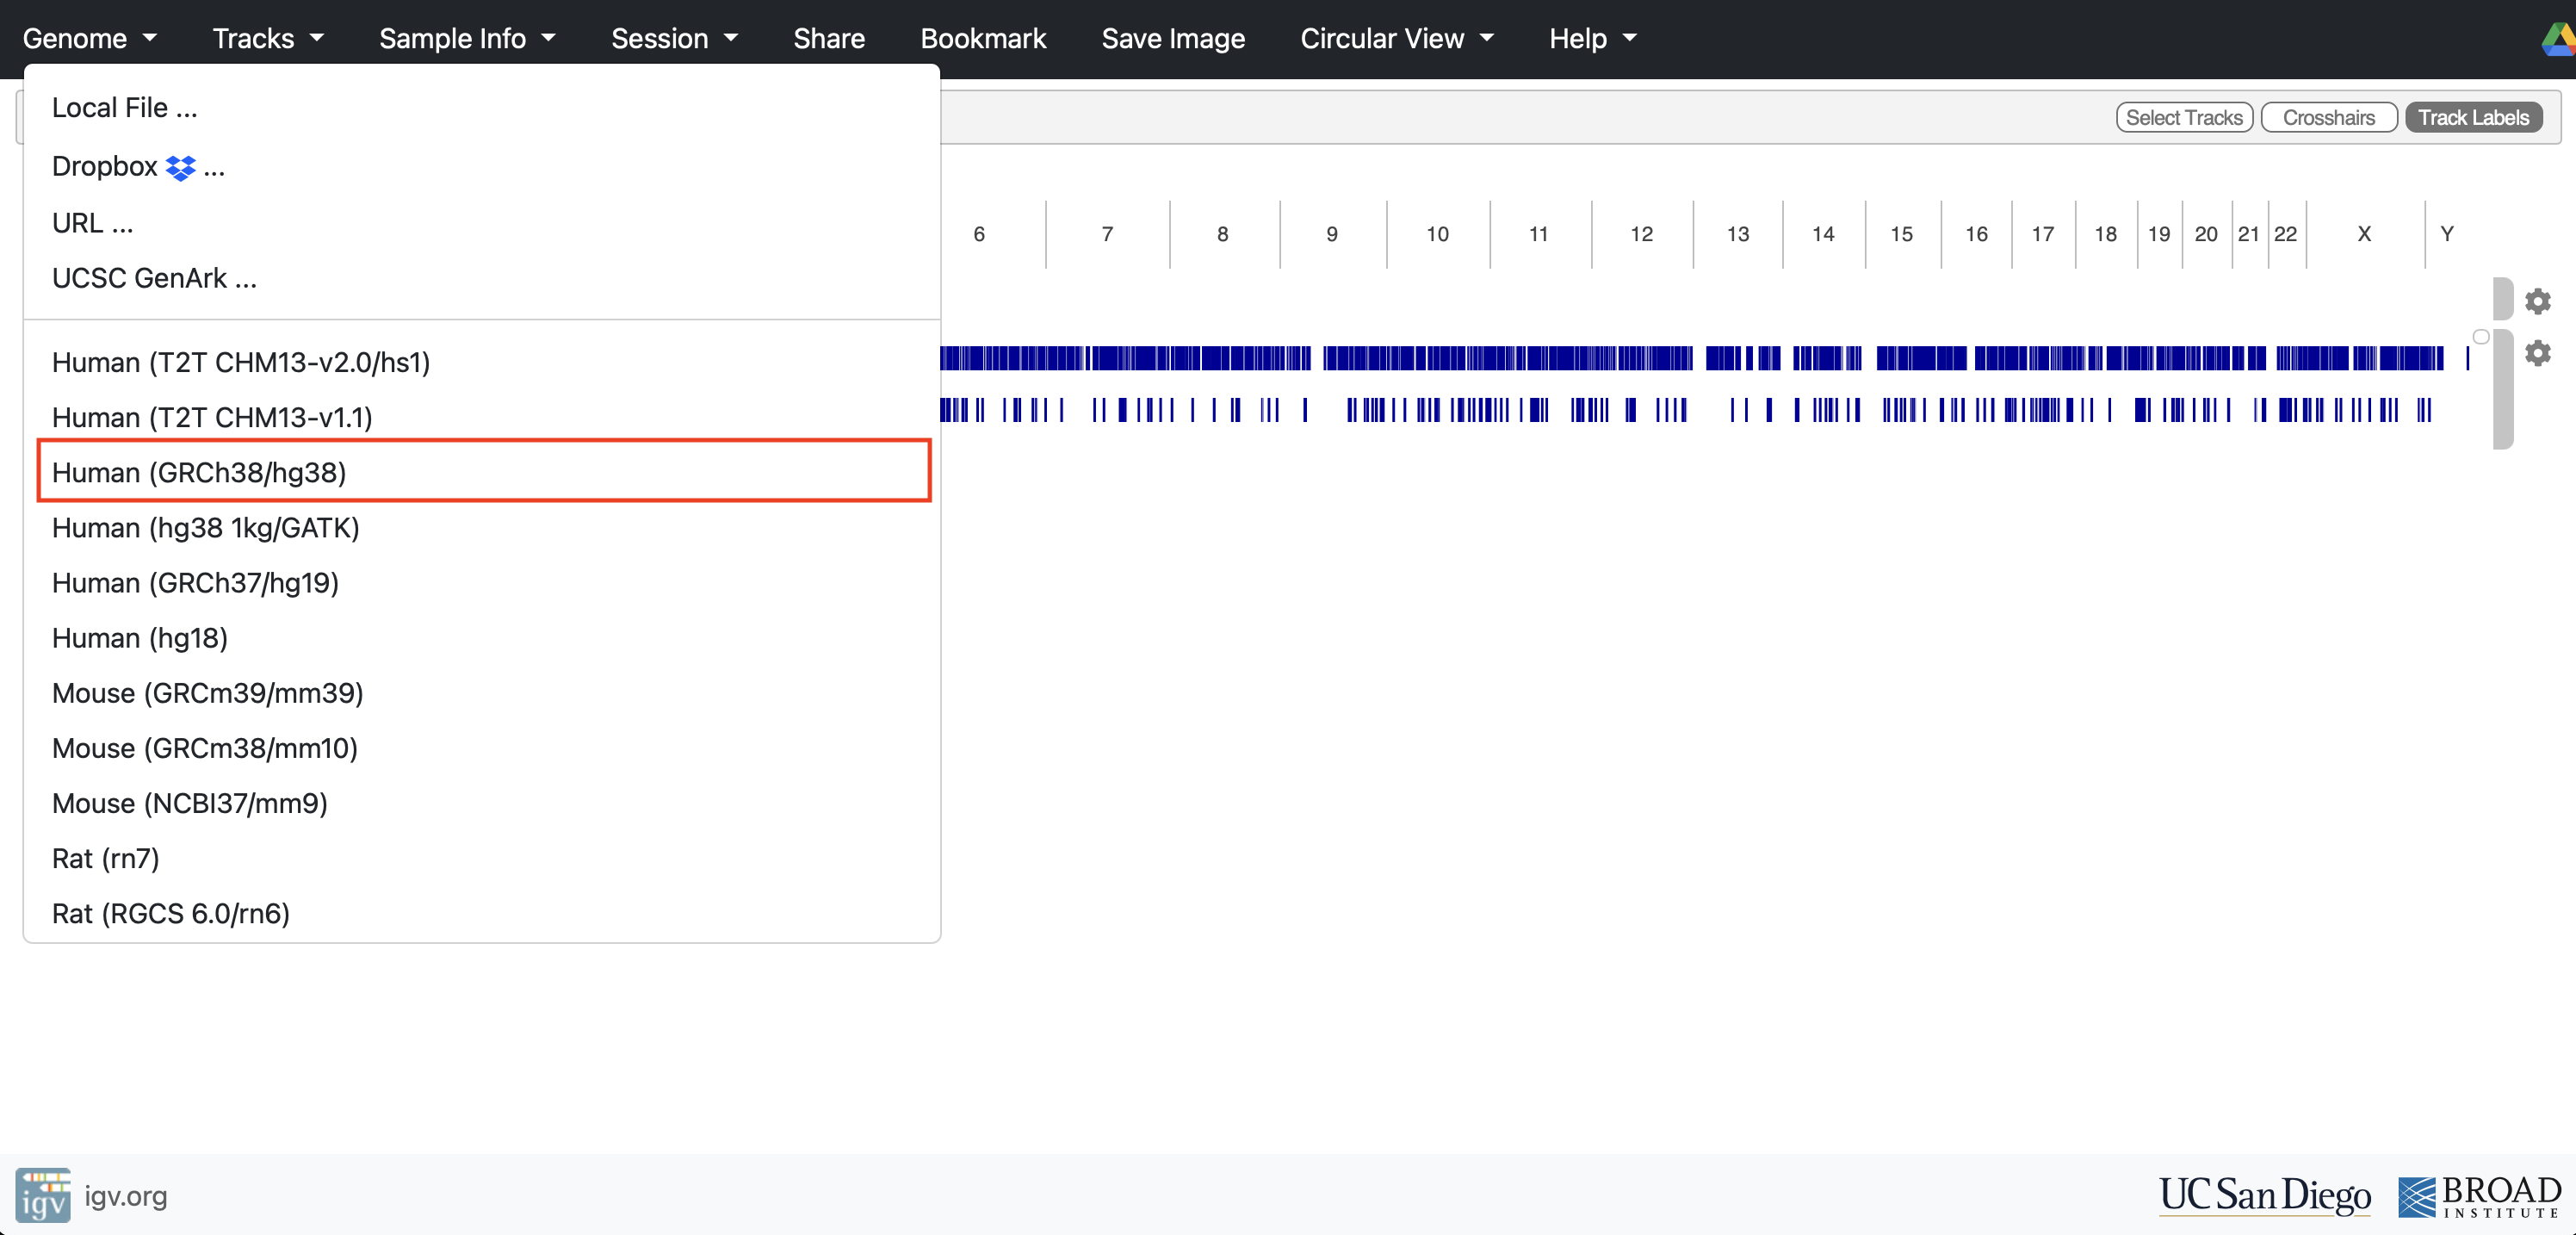 Genome Tracks Sample Info Session Share Bookmark Save Image Circular View Help
Local File ...
Dropbox ...
URL ...
UCSC GenArk ...
Human (T2T CHM13-v2.0/hs1)
Human (T2T CHM13-v1.1)
Human (GRCh38/hg38)
Human (hg38 1kg/GATK)
Human (GRCh37/hg19)
Human (hg18)
Mouse (GRCm39/mm39)
Mouse (GRCm38/mm10)
Mouse (NCBI37/mm9)
Rat (rn7)
Rat (RGCS 6.0/rn6)
Select Tracks Crosshairs Track Labels
6 7 8 9 10 11 12 13 14 15 16 17 18 19 20 21 22 X Y
igv igv.org
UC San Diego
BROAD
INSTITUTE